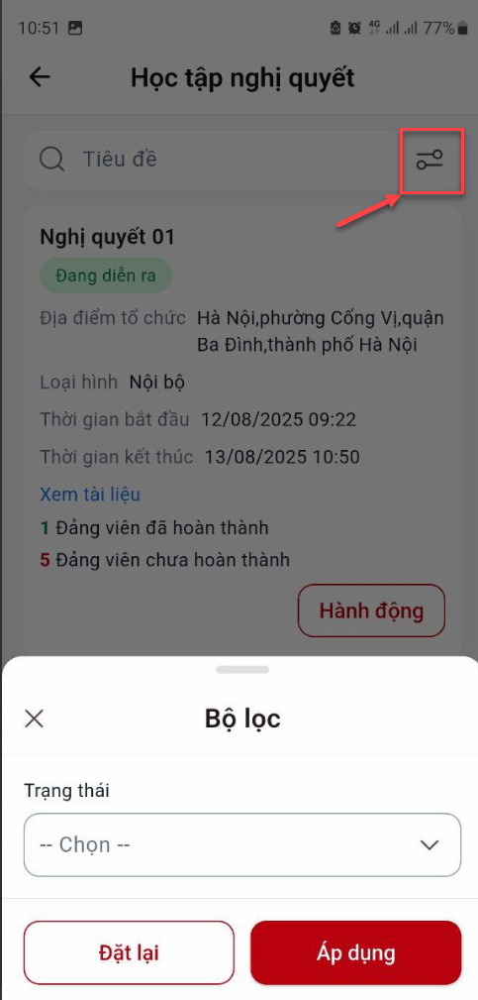 10:51
4G
77%
Học tập nghị quyết
Tiêu đề
Nghị quyết 01
Đang diễn ra
Địa điểm tổ chức Hà Nội,phường Cống Vị,quận
Ba Đình,thành phố Hà Nội
Loại hình Nội bộ
Thời gian bắt đầu 12/08/2025 09:22
Thời gian kết thúc 13/08/2025 10:50
Xem tài liệu
1 Đảng viên đã hoàn thành
5 Đảng viên chưa hoàn thành
Hành động
Bộ lọc
Trạng thái
-- Chọn --
Đặt lại
Áp dụng